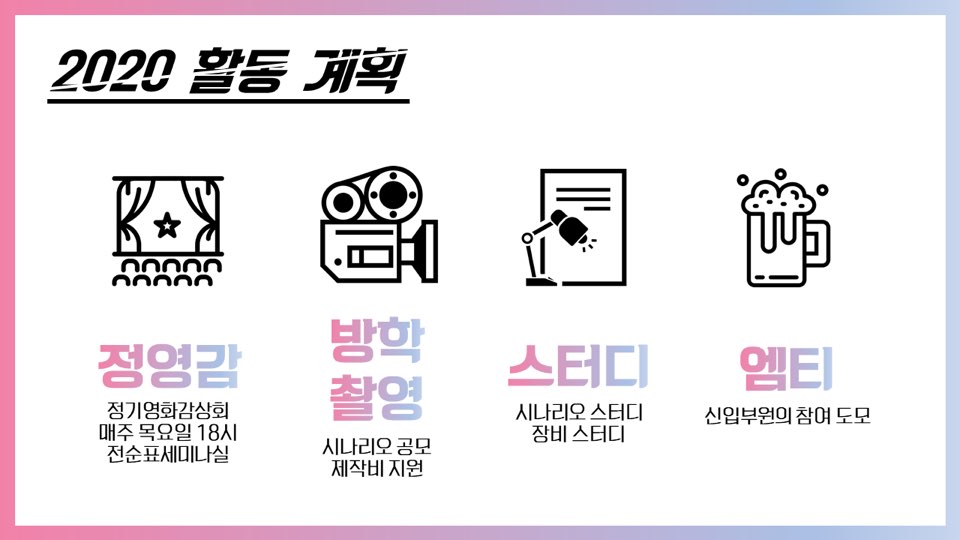 2020 활동 계획
정영감
정기영화감상회
매주 목요일 18시
전순표세미나실
방학
촬영
시나리오 공모
제작비 지원
스터디
시나리오 스터디
장비 스터디
엠티
신입부원의 참여 도모